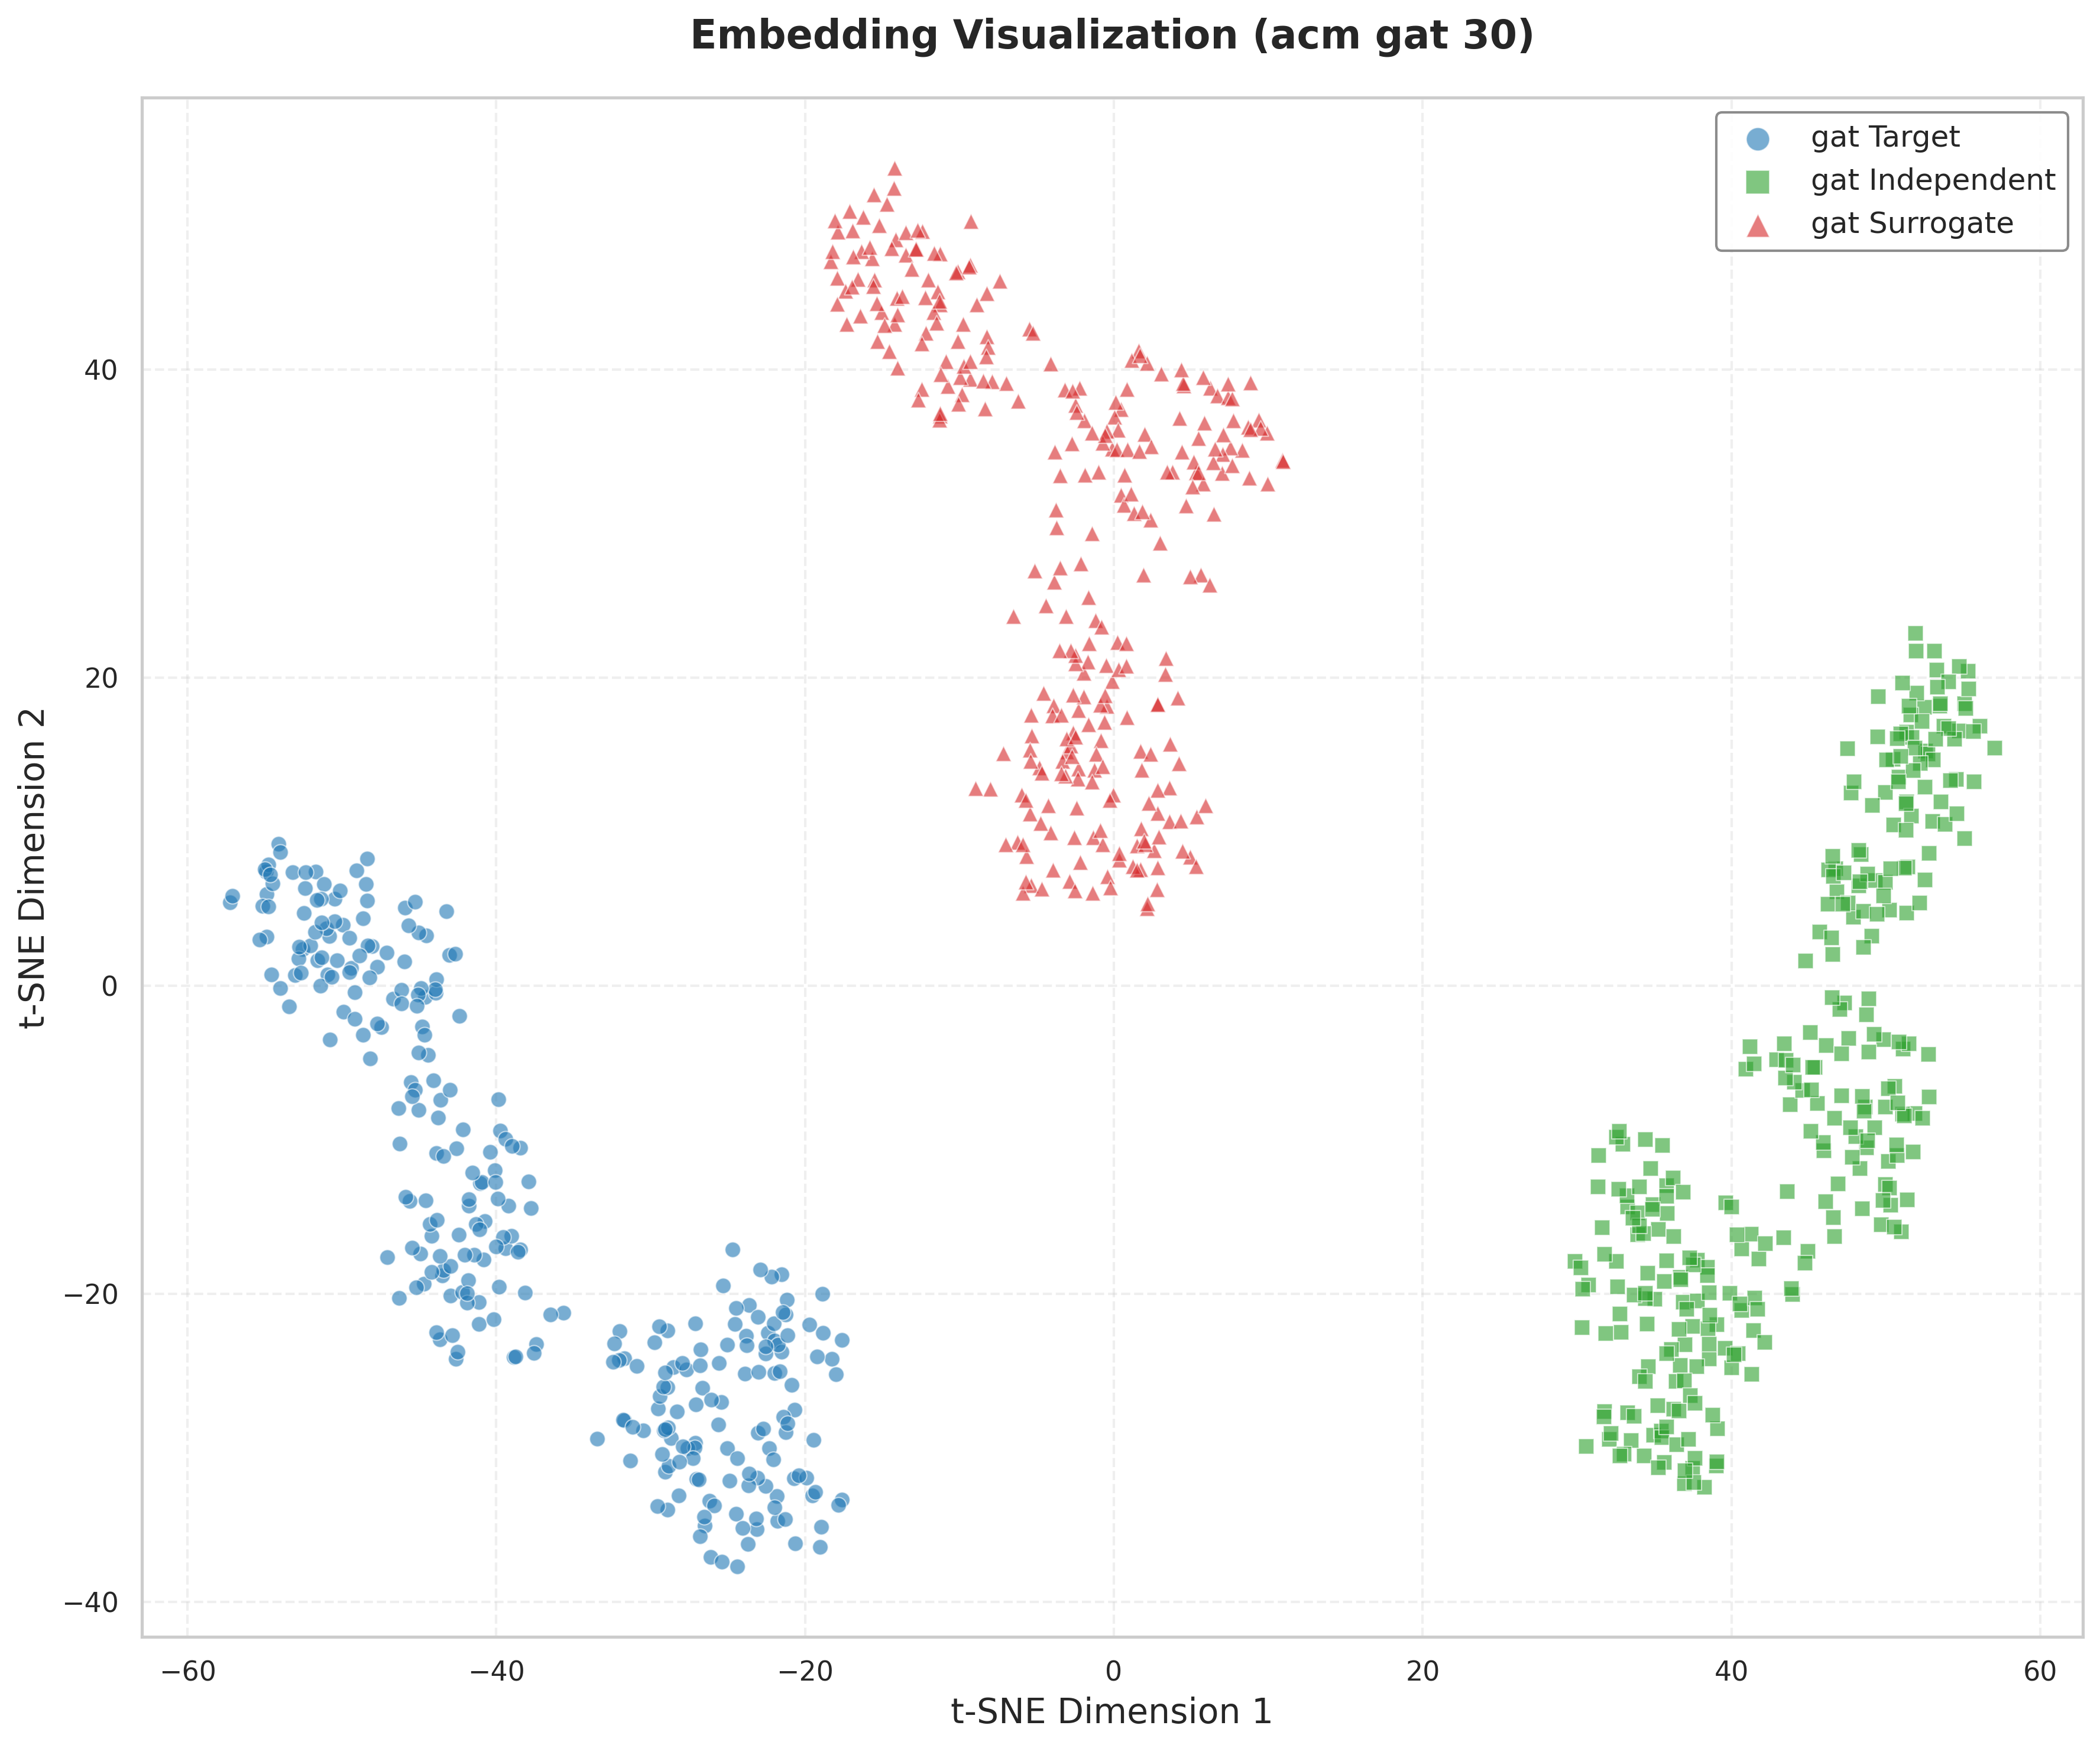 Embedding Visualization (acm gat 30)
gat Target
gat Independent
gat Surrogate
40
20
0
−20
−40
t-SNE Dimension 2
−60
−40
−20
0
20
40
60
t-SNE Dimension 1